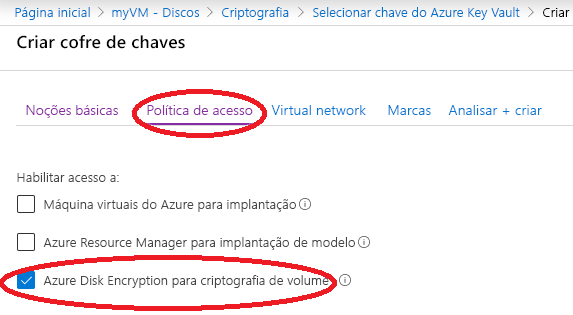 Página inicial > myVM - Discos > Criptografia > Selecionar chave do Azure Key Vault > Criar
Criar cofre de chaves
Noções básicas Política de acesso Virtual network Marcas Analisar + criar
Habilitar acesso a:
Máquina virtuais do Azure para implantação
Azure Resource Manager para implantação de modelo
Azure Disk Encryption para criptografia de volume